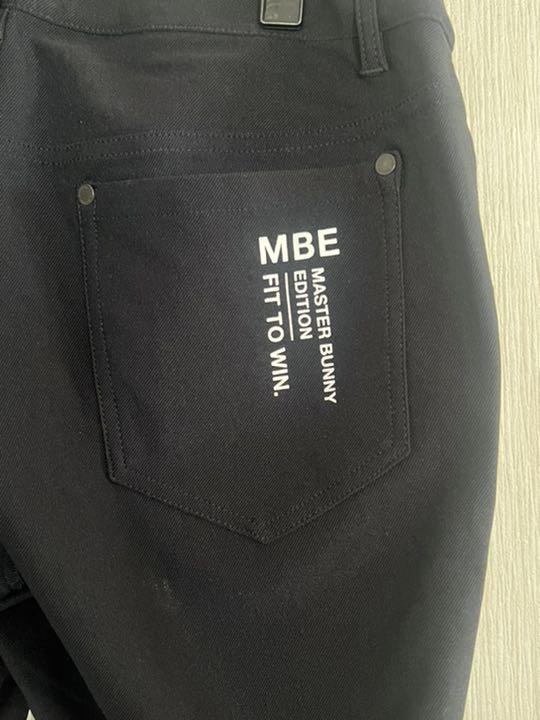 MBE
MASTER BUNNY
EDITION
FIT TO WIN.